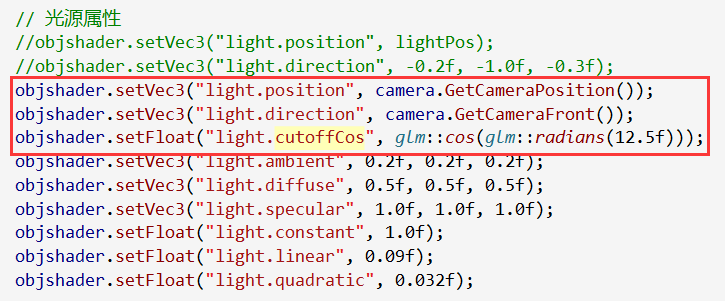 // 光源属性
//objshader.setVec3("light.position", lightPos);
//objshader.setVec3("light.direction", -0.2f, -1.0f, -0.3f);
objshader.setVec3("light.position", camera.GetCameraPosition());
objshader.setVec3("light.direction", camera.GetCameraFront());
objshader.setFloat("light.cutoffCos", glm::cos(glm::radians(12.5f)));
objshader.setVec3("light.ambient", 0.2f, 0.2f, 0.2f);
objshader.setVec3("light.diffuse", 0.5f, 0.5f, 0.5f);
objshader.setVec3("light.specular", 1.0f, 1.0f, 1.0f);
objshader.setFloat("light.constant", 1.0f);
objshader.setFloat("light.linear", 0.09f);
objshader.setFloat("light.quadratic", 0.032f);